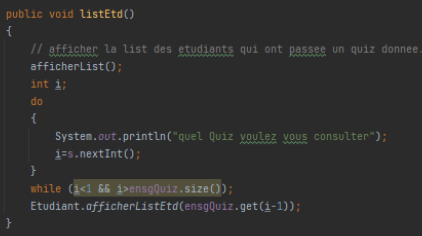 public void listEtd()
{
// afficher la list des etudiants qui ont passee un quiz donnee.
afficherList();
int i;
do
{
System.out.println("quel Quiz voulez vous consulter");
i=s.nextInt();
}
while (i<1 && i>ensgQuiz.size());
Etudiant.afficherListEtd(ensgQuiz.get(i-1));
}